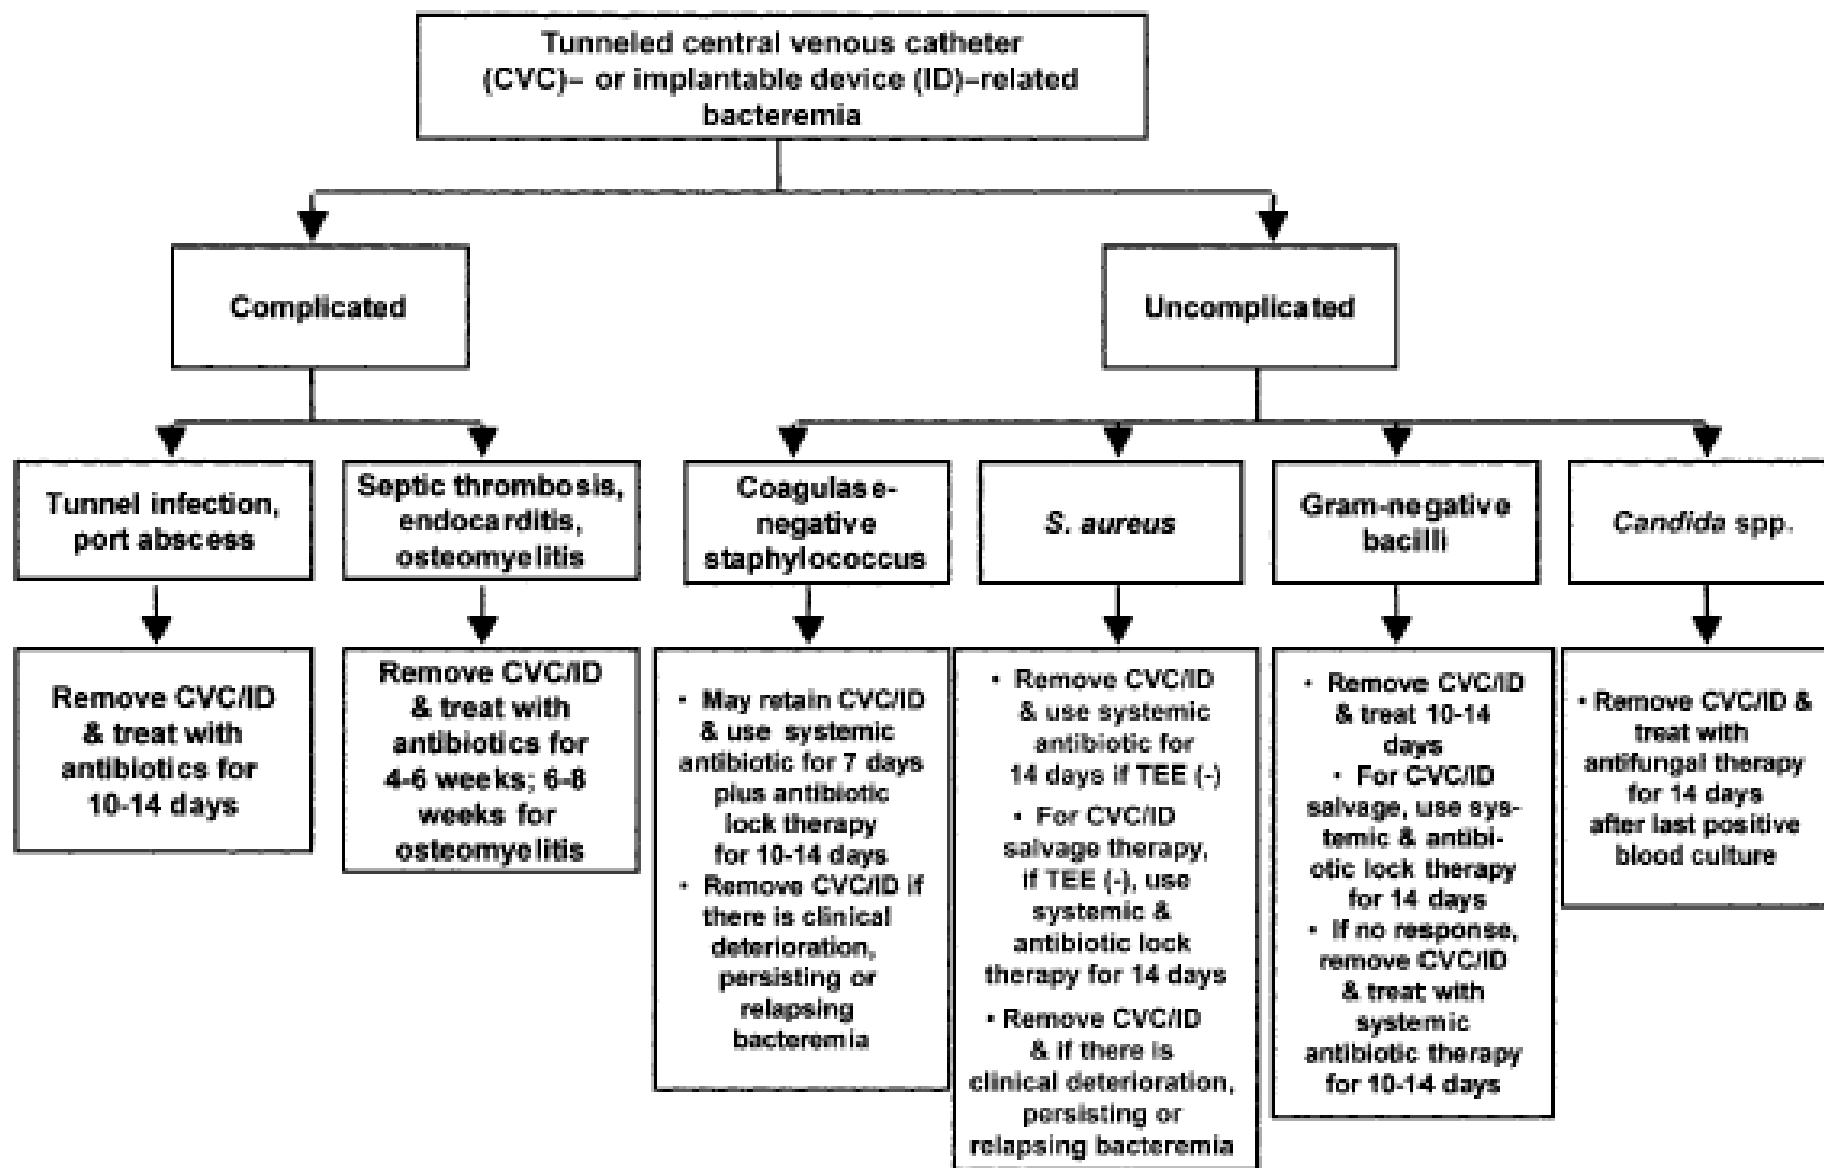 Tunneled central venous catheter
(CVC)– or implantable device (ID)–related
bacteremia
Complicated
Uncomplicated
Tunnel infection,
port abscess
Septic thrombosis,
endocarditis,
osteomyelitis
Coagulase-
negative
staphylococcus
S. aureus
Gram-negative
bacilli
Candida spp.
Remove CVC/ID
& treat with
antibiotics for
10-14 days
Remove CVC/ID
& treat with
antibiotics for
4-6 weeks; 6-8
weeks for
osteomyelitis
• May retain CVC/ID
& use systemic
antibiotic for 7 days
plus antibiotic
lock therapy
for 10-14 days
• Remove CVC/ID if
there is clinical
deterioration,
persisting or
relapsing
bacteremia
• Remove CVC/ID
& use systemic
antibiotic for
14 days if TEE (-)
• For CVC/ID
salvage therapy,
if TEE (-), use
systemic &
antibiotic lock
therapy for 14 days
• Remove CVC/ID
& if there is
clinical deterioration,
persisting or
relapsing bacteremia
• Remove CVC/ID
& treat 10-14
days
• For CVC/ID
salvage, use sys-
temic & antibi-
otic lock therapy
for 14 days
• If no response,
remove CVC/ID
& treat with
systemic
antibiotic therapy
for 10-14 days
• Remove CVC/ID &
treat with
antifungal therapy
for 14 days
after last positive
blood culture